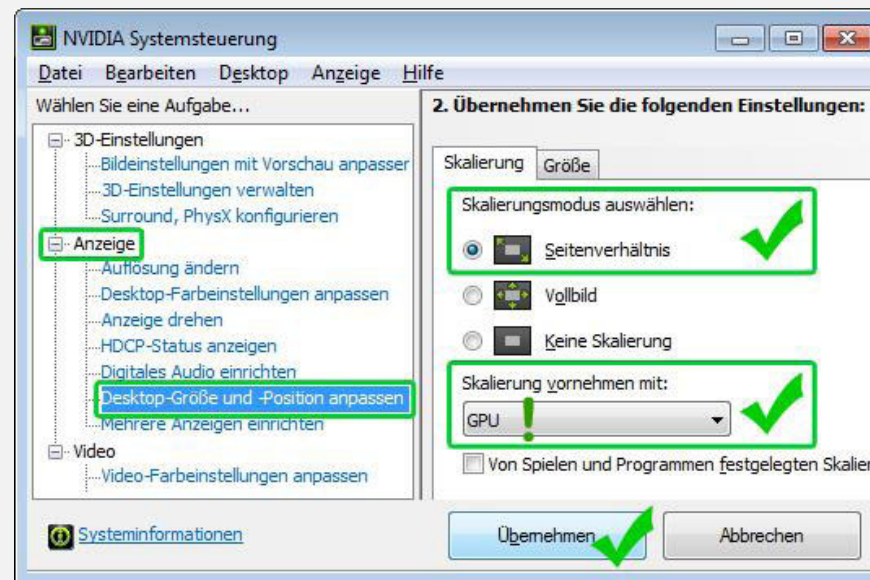 NVIDIA Systemsteuerung
Datei Bearbeiten Desktop Anzeige Hilfe
Wählen Sie eine Aufgabe...
3D-Einstellungen
Bildeinstellungen mit Vorschau anpasser
3D-Einstellungen verwalten
Surround, PhysX konfigurieren
Anzeige
Auflösung ändern
Desktop-Farbeinstellungen anpassen
Anzeige drehen
HDCP-Status anzeigen
Digitales Audio einrichten
Desktop-Größe und -Position anpassen
Mehrere Anzeigen einrichten
Video
Video-Farbeinstellungen anpassen
Systeminformationen
2. Übernehmen Sie die folgenden Einstellungen:
Skalierung Größe
Skalierungsmodus auswählen:
Seitenverhältnis
Vollbild
Keine Skalierung
Skalierung vornehmen mit:
GPU !
Von Spielen und Programmen festgelegten Skalier
Übernehmen Abbrechen